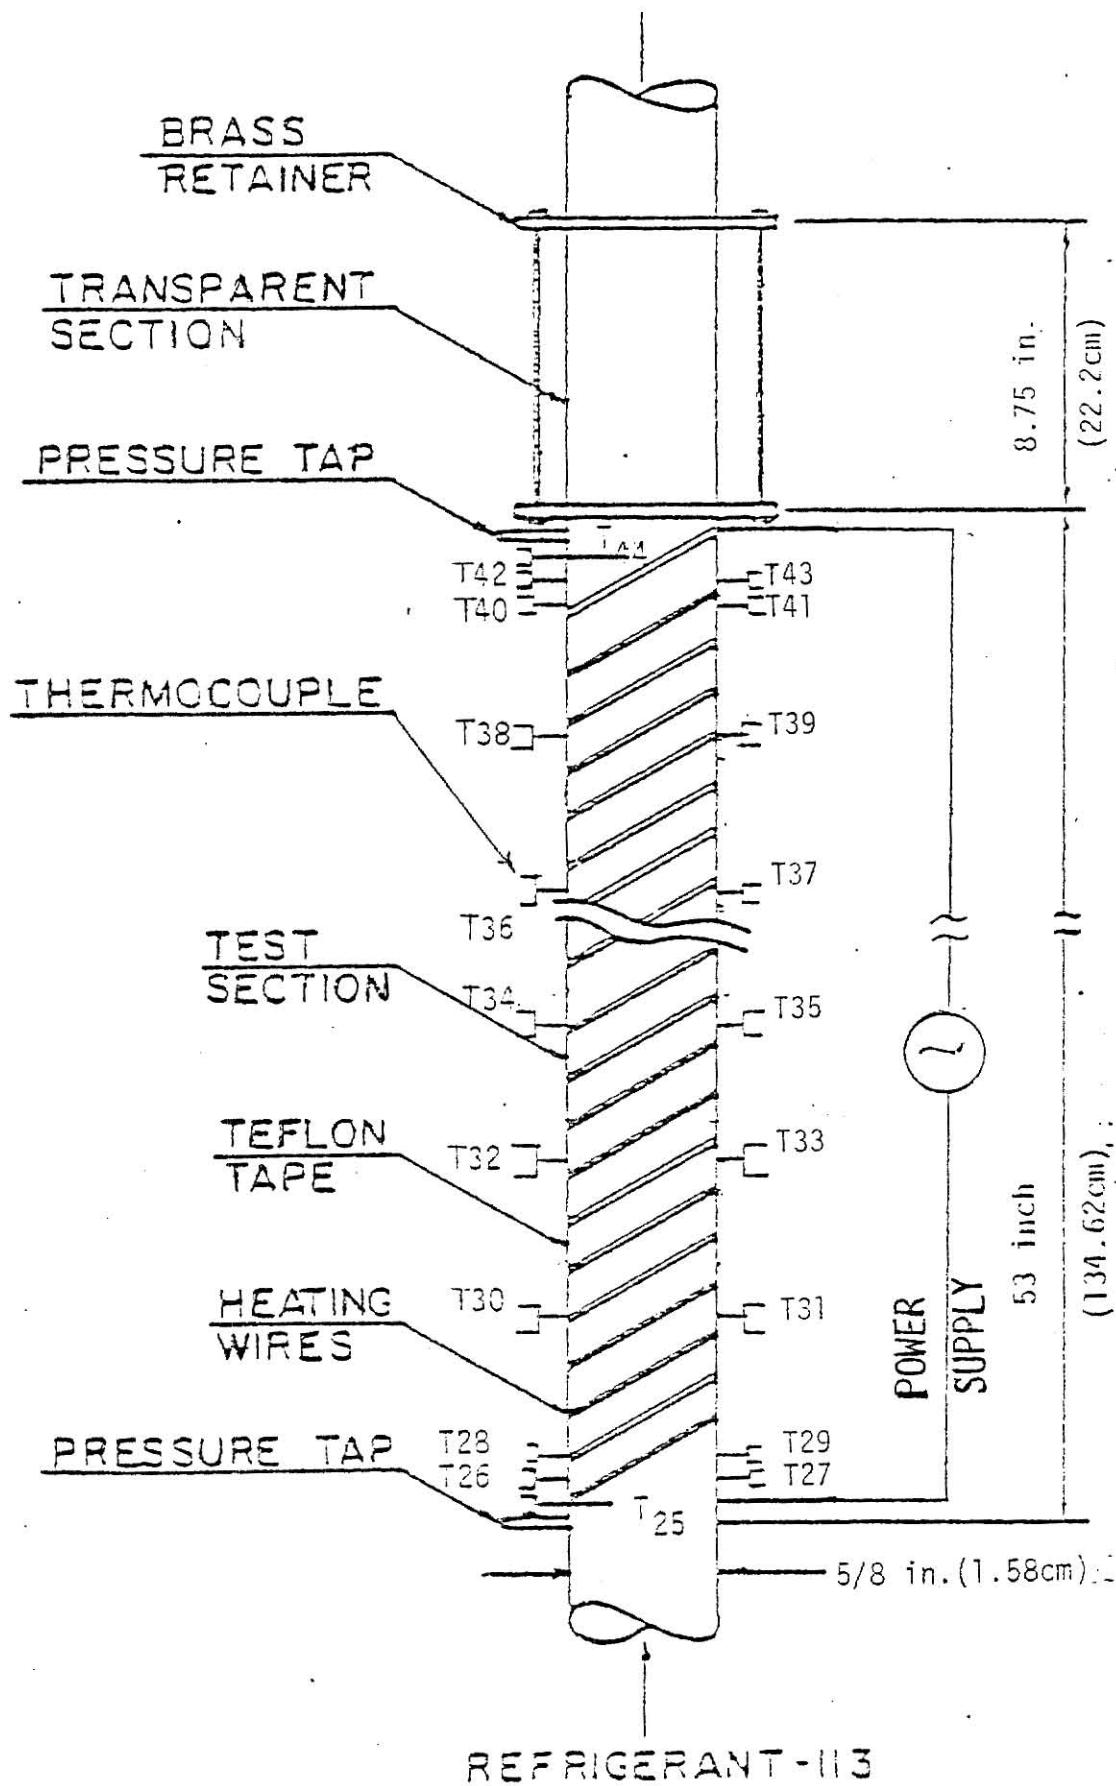 BRASS
RETAINER
TRANSPARENT
SECTION
8.75 in.
(22.2cm)
PRESSURE TAP
T44
T42
T43
T40
T41
THERMOCOUPLE
T38
T39
T37
T36
TEST
SECTION
T34
T35
TEFLON
TAPE
T32
T33
53 inch
(134.62cm)
HEATING
WIRES
T30
T31
POWER
SUPPLY
PRESSURE TAP
T28
T29
T26
T27
T25
5/8 in.(1.58cm)
REFRIGERANT-113